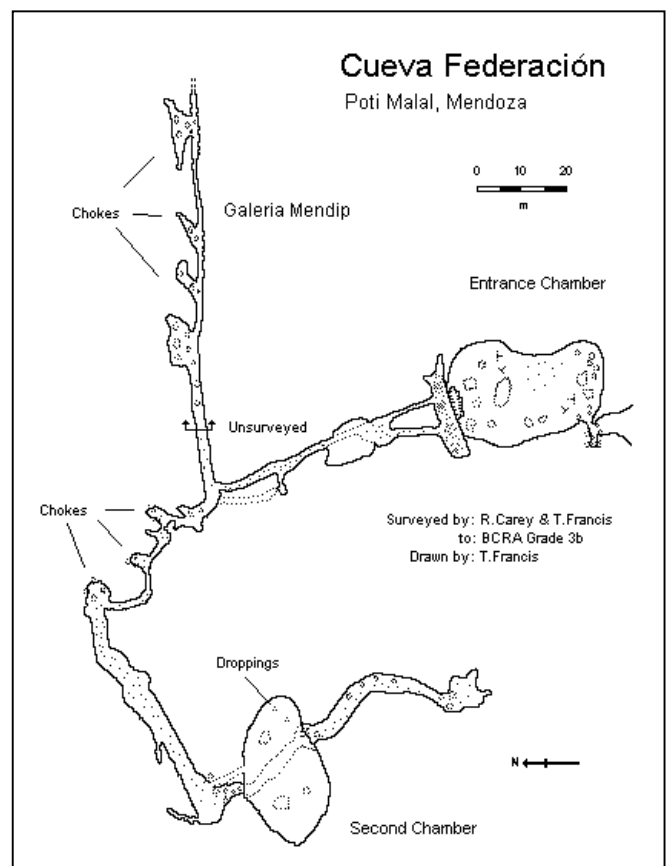 Cueva Federación
Poti Malal, Mendoza
0 10 20
m
Chokes
Galeria Mendip
Entrance Chamber
Unsurveyed
Chokes
Surveyed by: R.Carey & T.Francis
to: BCRA Grade 3b
Drawn by: T.Francis
Droppings
N
Second Chamber